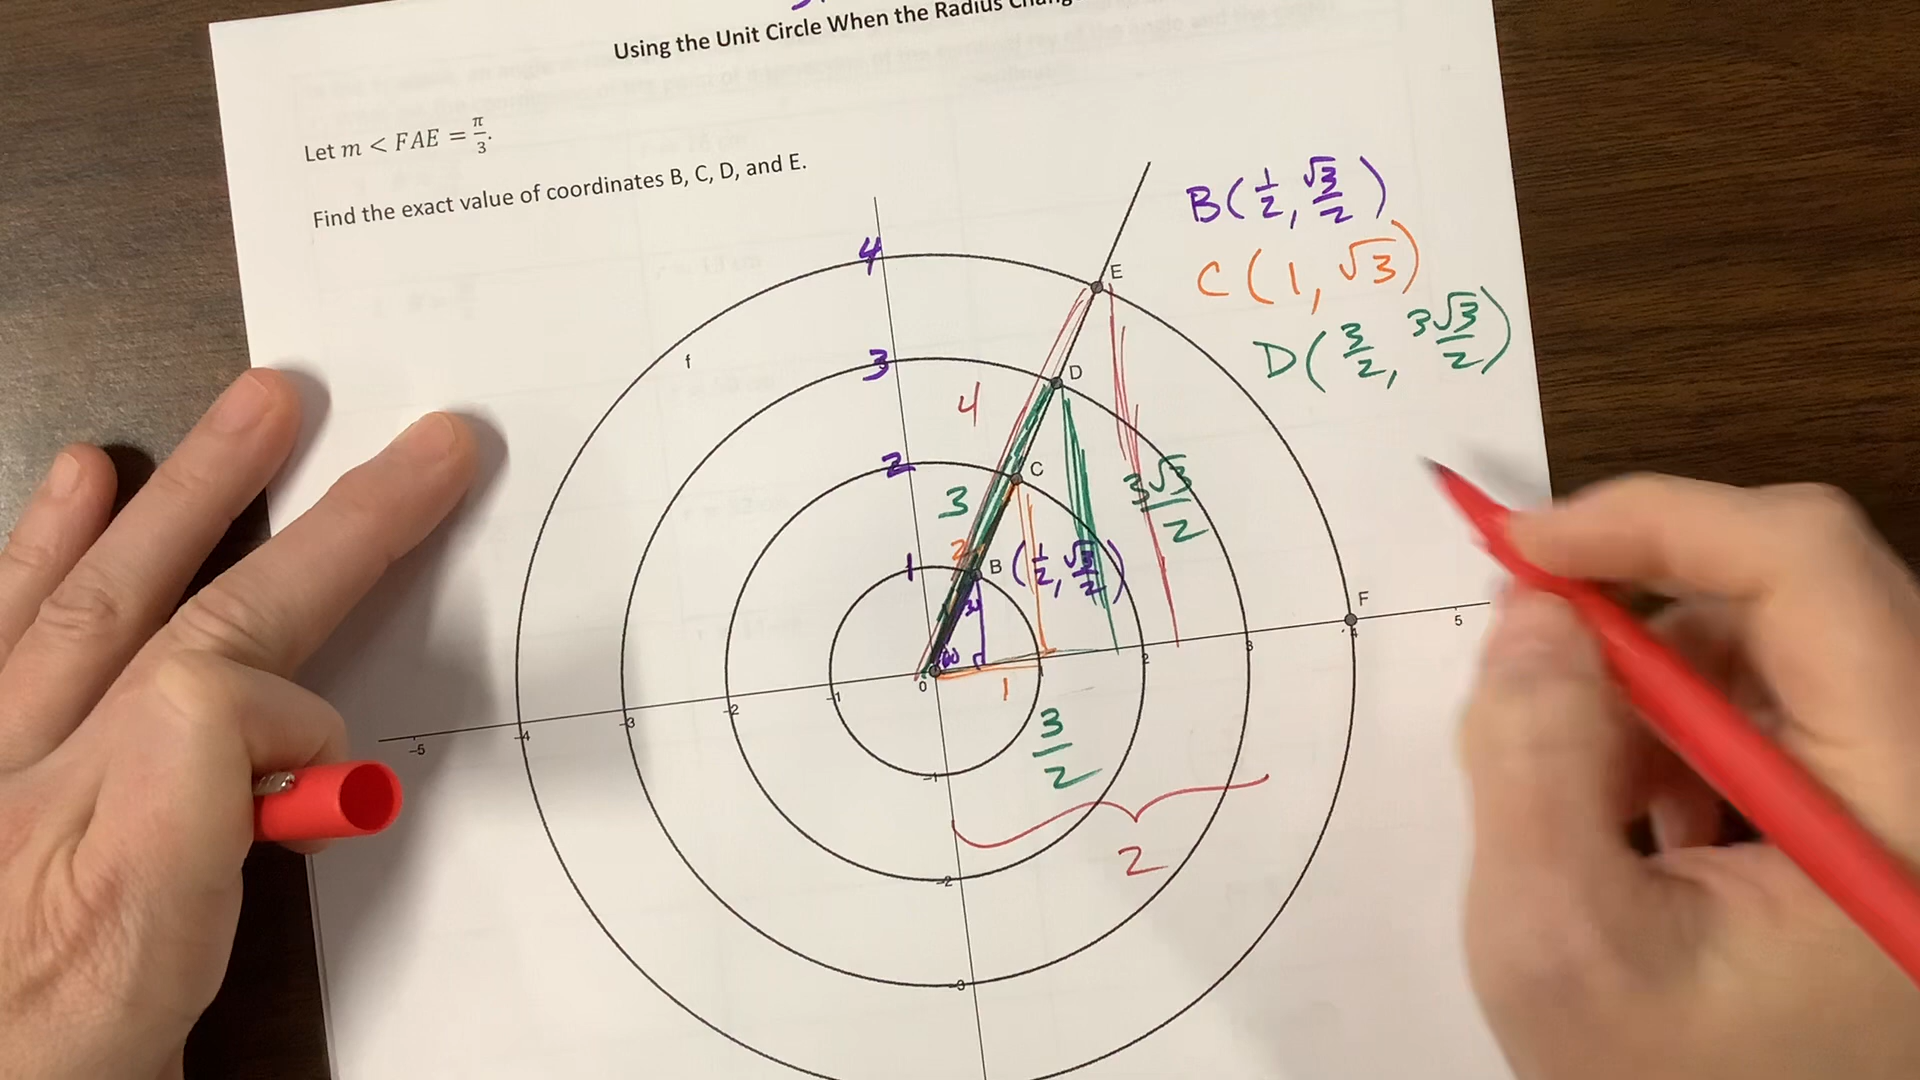 Using the Unit Circle When the Radius Chang
Let m < FAE = π/3.
Find the exact value of coordinates B, C, D, and E.
B(1/2, √3/2)
C(1, √3)
D(3/2, 3√3/2)
4
E
f
3
D
4
2
C
3
3√3/2
2
1
B (1/2, √3/2)
F
60
5
4
3
2
0
1
-1
-2
-3
-4
-5
3/2
-1
2
-2
-3